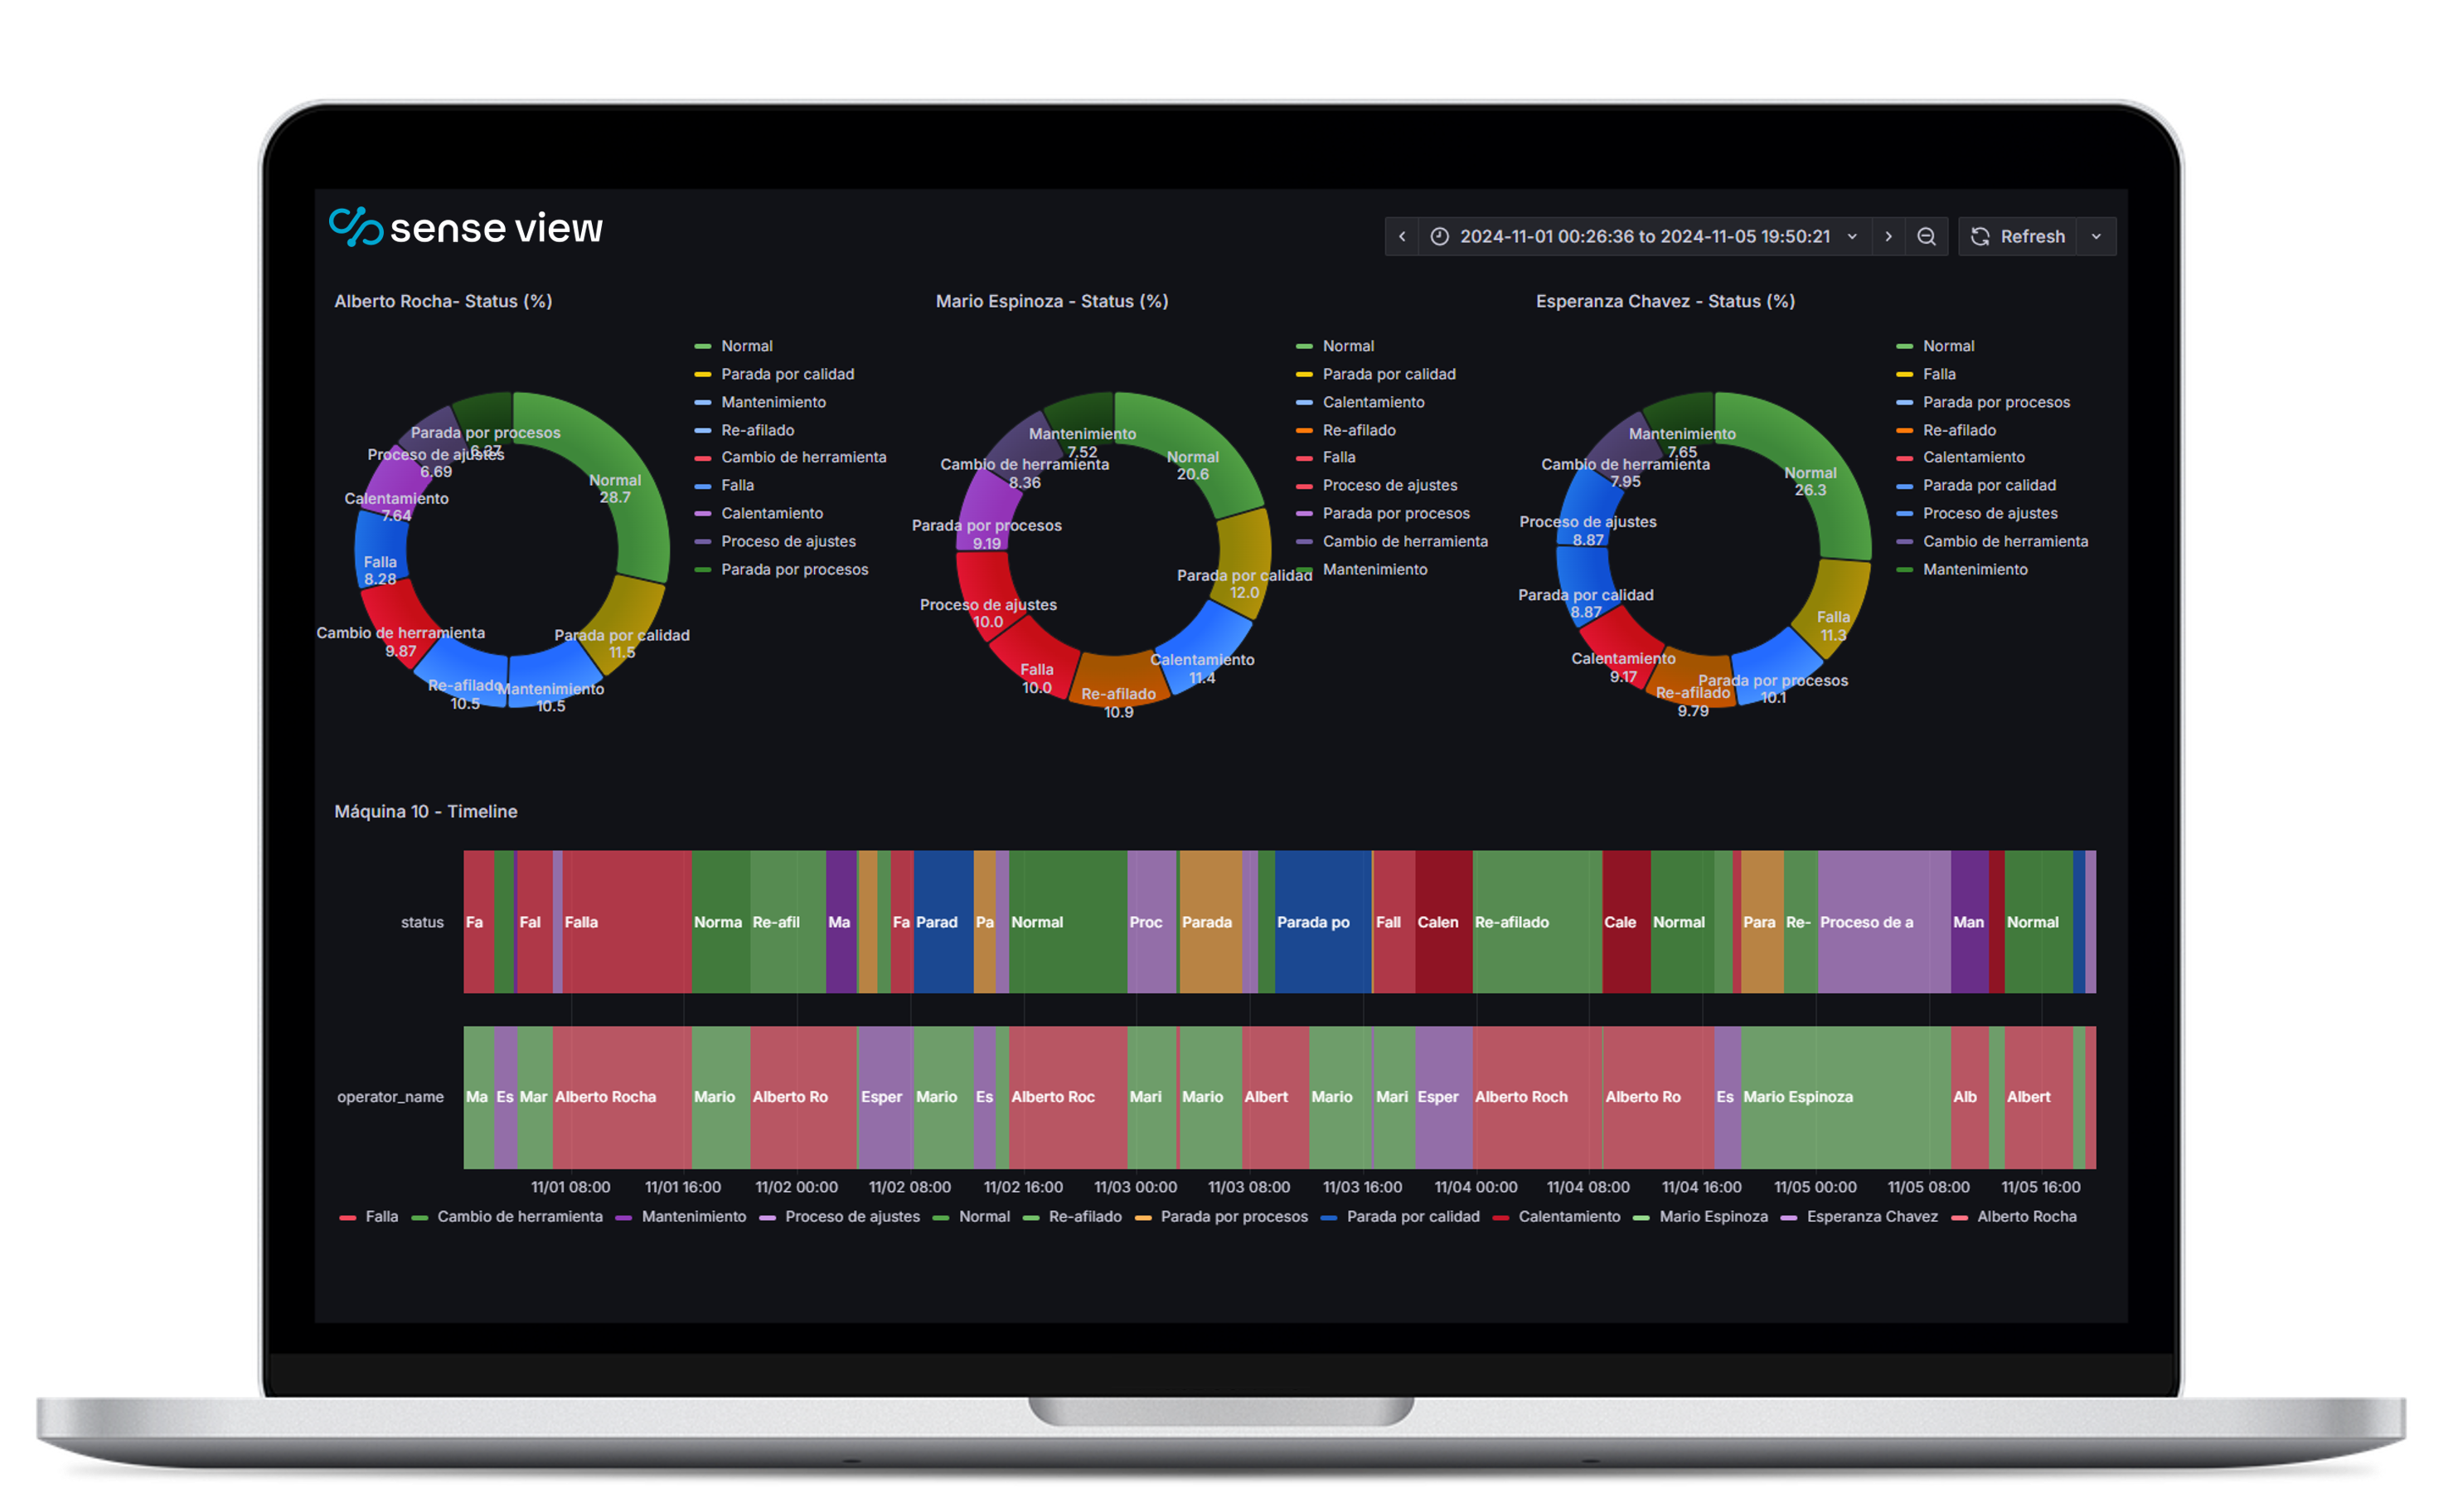 sense view
2024-11-01 00:26:36 to 2024-11-05 19:50:21
Refresh
Alberto Rocha- Status (%)
Normal
28.7
Parada por calidad
11.5
Mantenimiento
10.5
Re-afilado
10.5
Cambio de herramienta
9.87
Falla
8.28
Calentamiento
7.64
Proceso de ajustes
6.69
Parada por procesos
6.37
Normal
Parada por calidad
Mantenimiento
Re-afilado
Cambio de herramienta
Falla
Calentamiento
Proceso de ajustes
Parada por procesos
Mario Espinoza - Status (%)
Normal
20.6
Parada por calidad
12.0
Calentamiento
11.4
Re-afilado
10.9
Falla
10.0
Proceso de ajustes
10.0
Parada por procesos
9.19
Cambio de herramienta
8.36
Mantenimiento
7.52
Normal
Parada por calidad
Calentamiento
Re-afilado
Falla
Proceso de ajustes
Parada por procesos
Cambio de herramienta
Mantenimiento
Esperanza Chavez - Status (%)
Normal
26.3
Falla
11.3
Parada por procesos
10.1
Re-afilado
9.79
Calentamiento
9.17
Parada por calidad
8.87
Proceso de ajustes
8.87
Cambio de herramienta
7.95
Mantenimiento
7.65
Normal
Falla
Parada por procesos
Re-afilado
Calentamiento
Parada por calidad
Proceso de ajustes
Cambio de herramienta
Mantenimiento
Máquina 10 - Timeline
status Fa Fal Falla Norma Re-afil Ma Fa Parad Pa Normal Proc Parada Parada po Fall Calen Re-afilado Cale Normal Para Re- Proceso de a Man Normal
operator_name Ma Es Mar Alberto Rocha Mario Alberto Ro Esper Mario Es Alberto Roc Mari Mario Albert Mario Mari Esper Alberto Roch Alberto Ro Es Mario Espinoza Alb Albert
11/01 08:00 11/01 16:00 11/02 00:00 11/02 08:00 11/02 16:00 11/03 00:00 11/03 08:00 11/03 16:00 11/04 00:00 11/04 08:00 11/04 16:00 11/05 00:00 11/05 08:00 11/05 16:00
Falla Cambio de herramienta Mantenimiento Proceso de ajustes Normal Re-afilado Parada por procesos Parada por calidad Calentamiento Mario Espinoza Esperanza Chavez Alberto Rocha